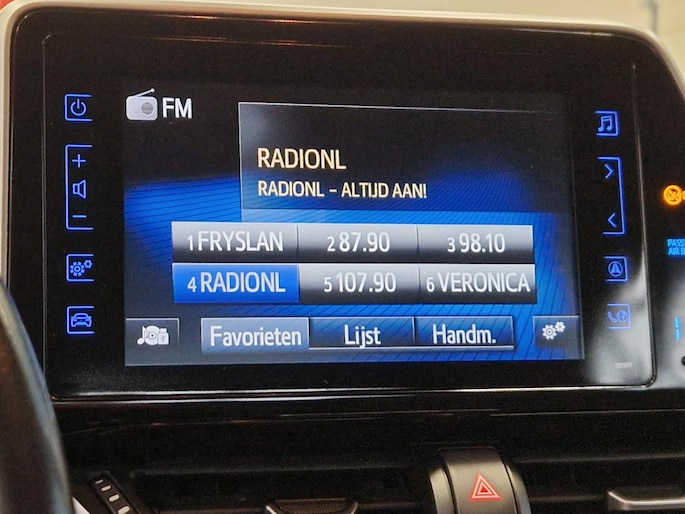 FM
RADIONL
RADIONL - ALTIJD AAN!
1 FRYSLAN 2 87.90 3 98.10
4 RADIONL 5 107.90 6 VERONICA
Favorieten Lijst Handm.